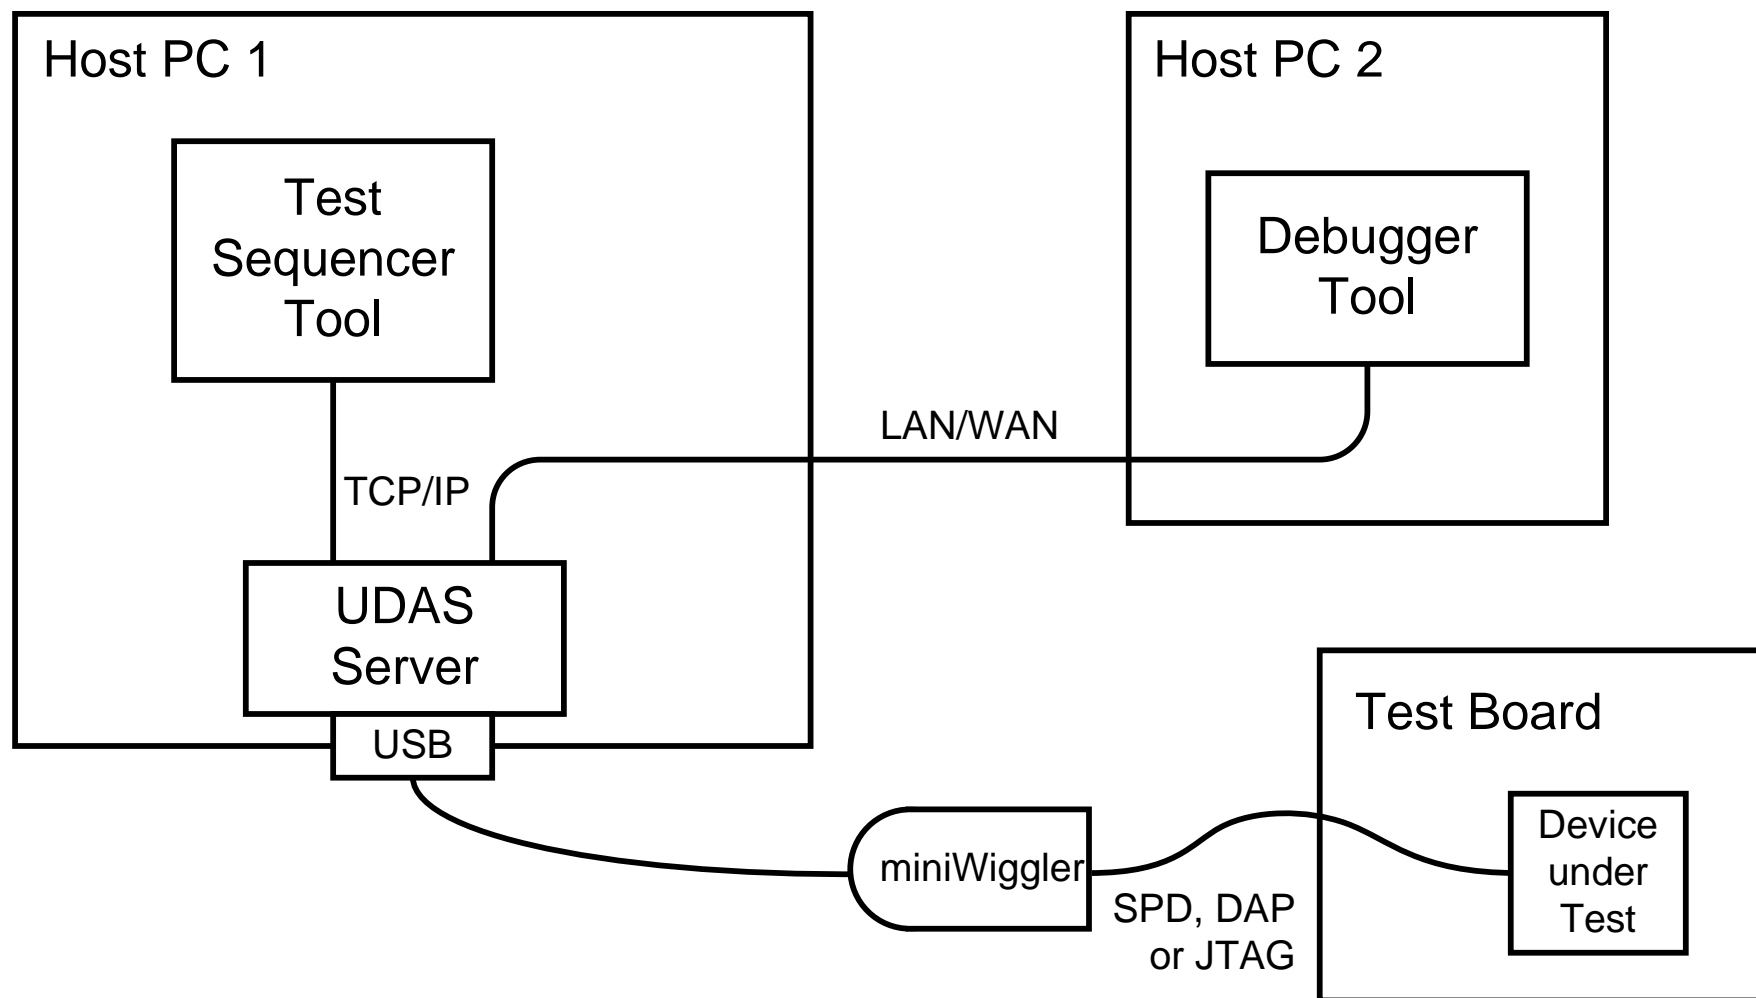 Host PC 1
Test
Sequencer
Tool
TCP/IP
UDAS
Server
USB
LAN/WAN
Host PC 2
Debugger
Tool
miniWiggler
SPD, DAP
or JTAG
Test Board
Device
under
Test